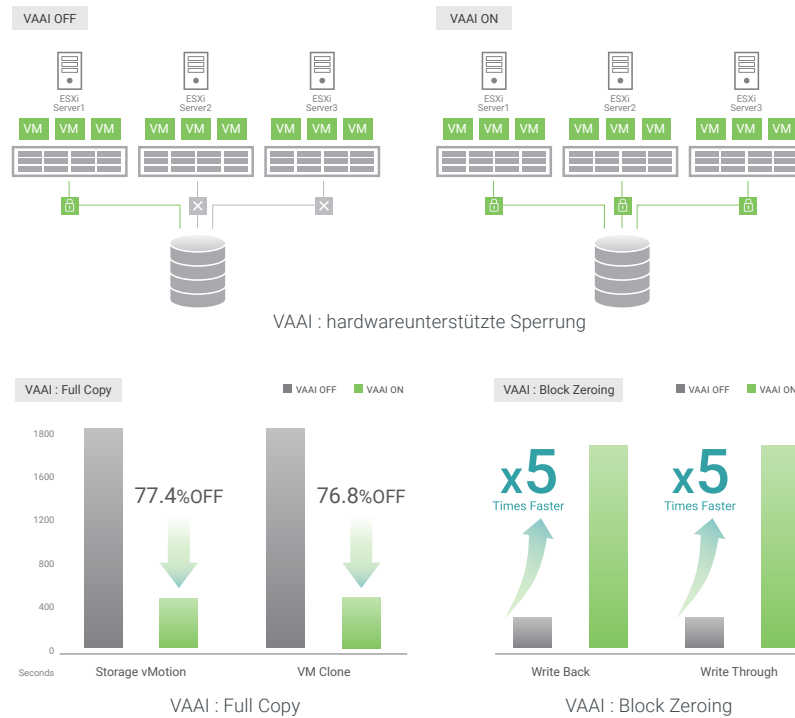 VAAI OFF
ESXi
Server1
ESXi
Server2
ESXi
Server3
VM VM VM
VM VM VM
VM VM VM
VAAI ON
ESXi
Server1
ESXi
Server2
ESXi
Server3
VM VM VM
VM VM VM
VM VM VM
VAAI : hardwareunterstützte Sperrung
VAAI : Full Copy
VAAI OFF
VAAI ON
1800
1600
1200
800
400
0
Seconds
77.4%OFF
76.8%OFF
Storage vMotion
VM Clone
VAAI : Full Copy
VAAI : Block Zeroing
VAAI OFF
VAAI ON
x5
Times Faster
x5
Times Faster
Write Back
Write Through
VAAI : Block Zeroing